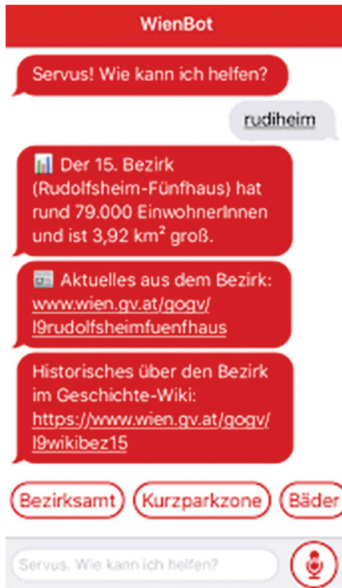 WienBot
Servus! Wie kann ich helfen?
rudiheim
Der 15. Bezirk
(Rudolfsheim-Fünfhaus) hat
rund 79.000 EinwohnerInnen
und ist 3,92 km² groß.
Aktuelles aus dem Bezirk:
www.wien.gv.at/gogv/
l9rudolfsheimfuenfhaus
Historisches über den Bezirk
im Geschichte-Wiki:
https://www.wien.gv.at/gogv/
l9wikibez15
Bezirksamt Kurzparkzone Bäder
Servus. Wie kann ich helfen?